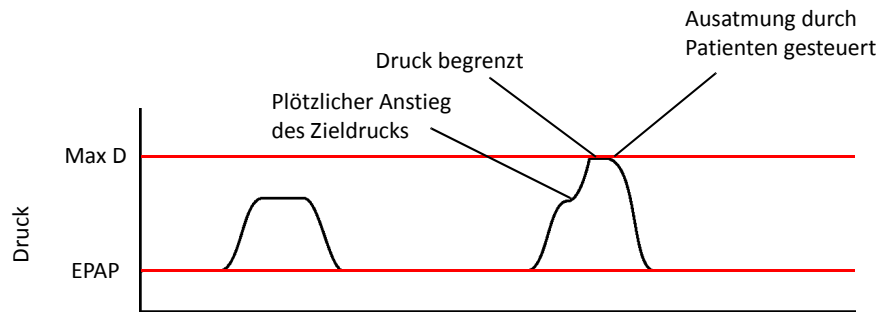 Ausatmung durch
Patienten gesteuert
Druck begrenzt
Plötzlicher Anstieg
des Zieldrucks
Max D
Druck
EPAP